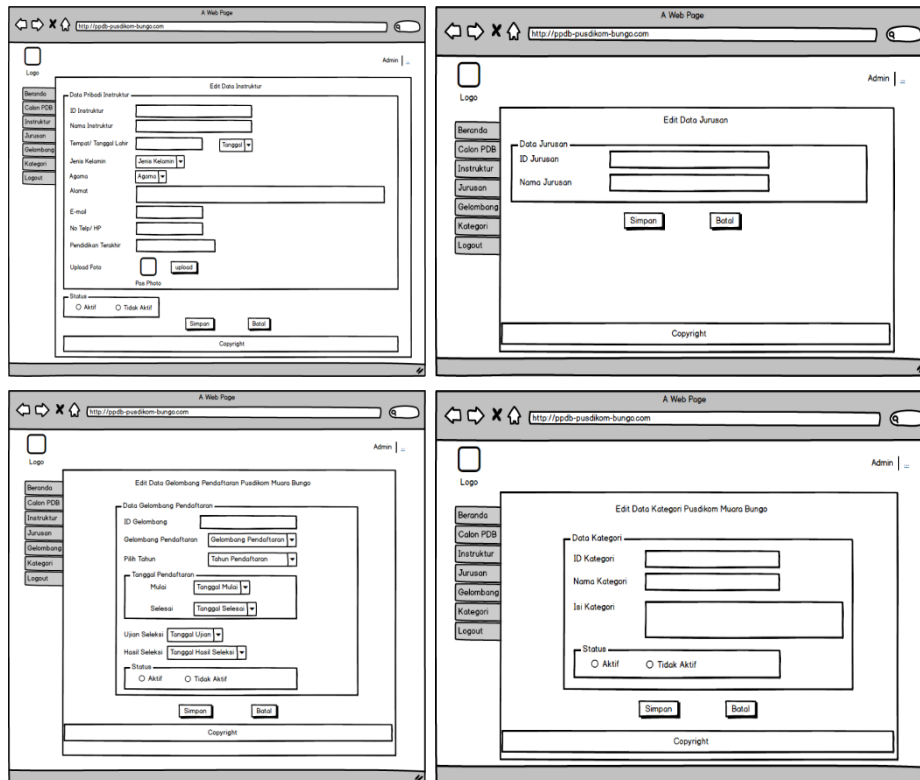 A Web Page
http://ppdb-pusdikom-bungo.com
Logo
Admin
Beranda
Calon PDB
Instruktur
Jurusan
Gelombang
Kategori
Logout
Edit Data Instruktur
Data Pribadi Instruktur
ID Instruktur
Nama Instruktur
Tempat/ Tanggal Lahir
Tanggal
Jenis Kelamin
Jenis Kelamin
Agama
Agama
Alamat
E-mail
No Telp/ HP
Pendidikan Terakhir
Upload Foto
upload
Pas Photo
Status
Aktif
Tidak Aktif
Simpan
Batal
Copyright
A Web Page
http://ppdb-pusdikom-bungo.com
Logo
Admin
Beranda
Calon PDB
Instruktur
Jurusan
Gelombang
Kategori
Logout
Edit Data Jurusan
Data Jurusan
ID Jurusan
Nama Jurusan
Simpan
Batal
Copyright
A Web Page
http://ppdb-pusdikom-bungo.com
Logo
Admin
Beranda
Calon PDB
Instruktur
Jurusan
Gelombang
Kategori
Logout
Edit Data Gelombang Pendaftaran Pusdikom Muara Bungo
Data Gelombang Pendaftaran
ID Gelombang
Gelombang Pendaftaran
Gelombang Pendaftaran
Pilih Tahun
Tahun Pendaftaran
Tanggal Pendaftaran
Mulai
Tanggal Mulai
Selesai
Tanggal Selesai
Ujian Seleksi
Tanggal Ujian
Hasil Seleksi
Tanggal Hasil Seleksi
Status
Aktif
Tidak Aktif
Simpan
Batal
Copyright
A Web Page
http://ppdb-pusdikom-bungo.com
Logo
Admin
Beranda
Calon PDB
Instruktur
Jurusan
Gelombang
Kategori
Logout
Edit Data Kategori Pusdikom Muara Bungo
Data Kategori
ID Kategori
Nama Kategori
Isi Kategori
Status
Aktif
Tidak Aktif
Simpan
Batal
Copyright